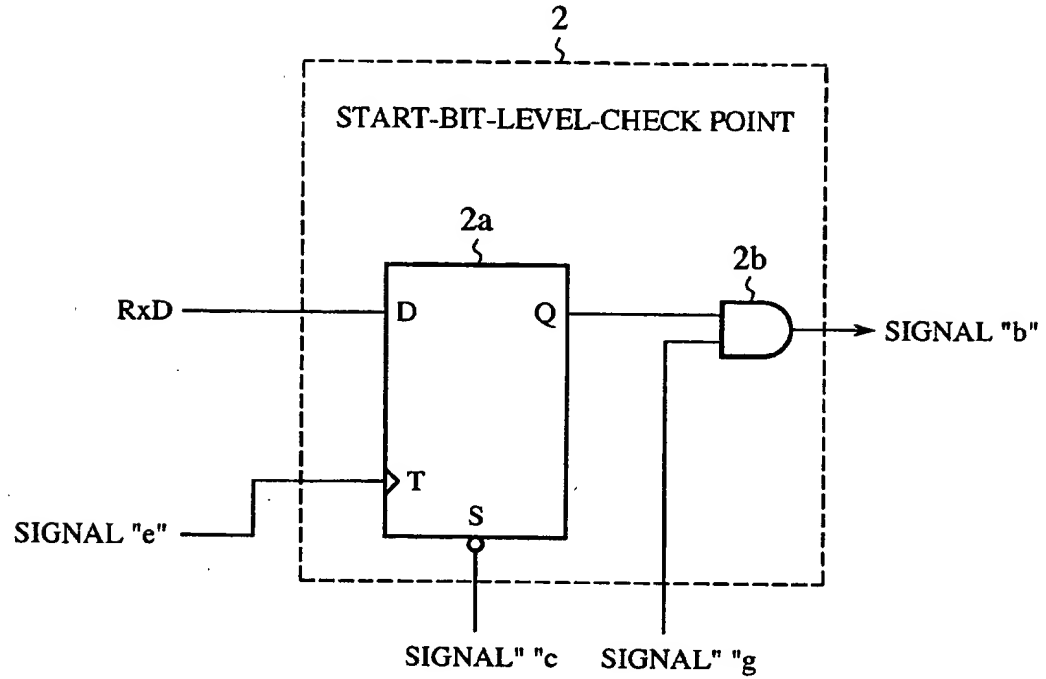 2
START-BIT-LEVEL-CHECK POINT
2a
2b
RxD
D
Q
SIGNAL "b"
T
S
SIGNAL "e"
SIGNAL" "c
SIGNAL" "g